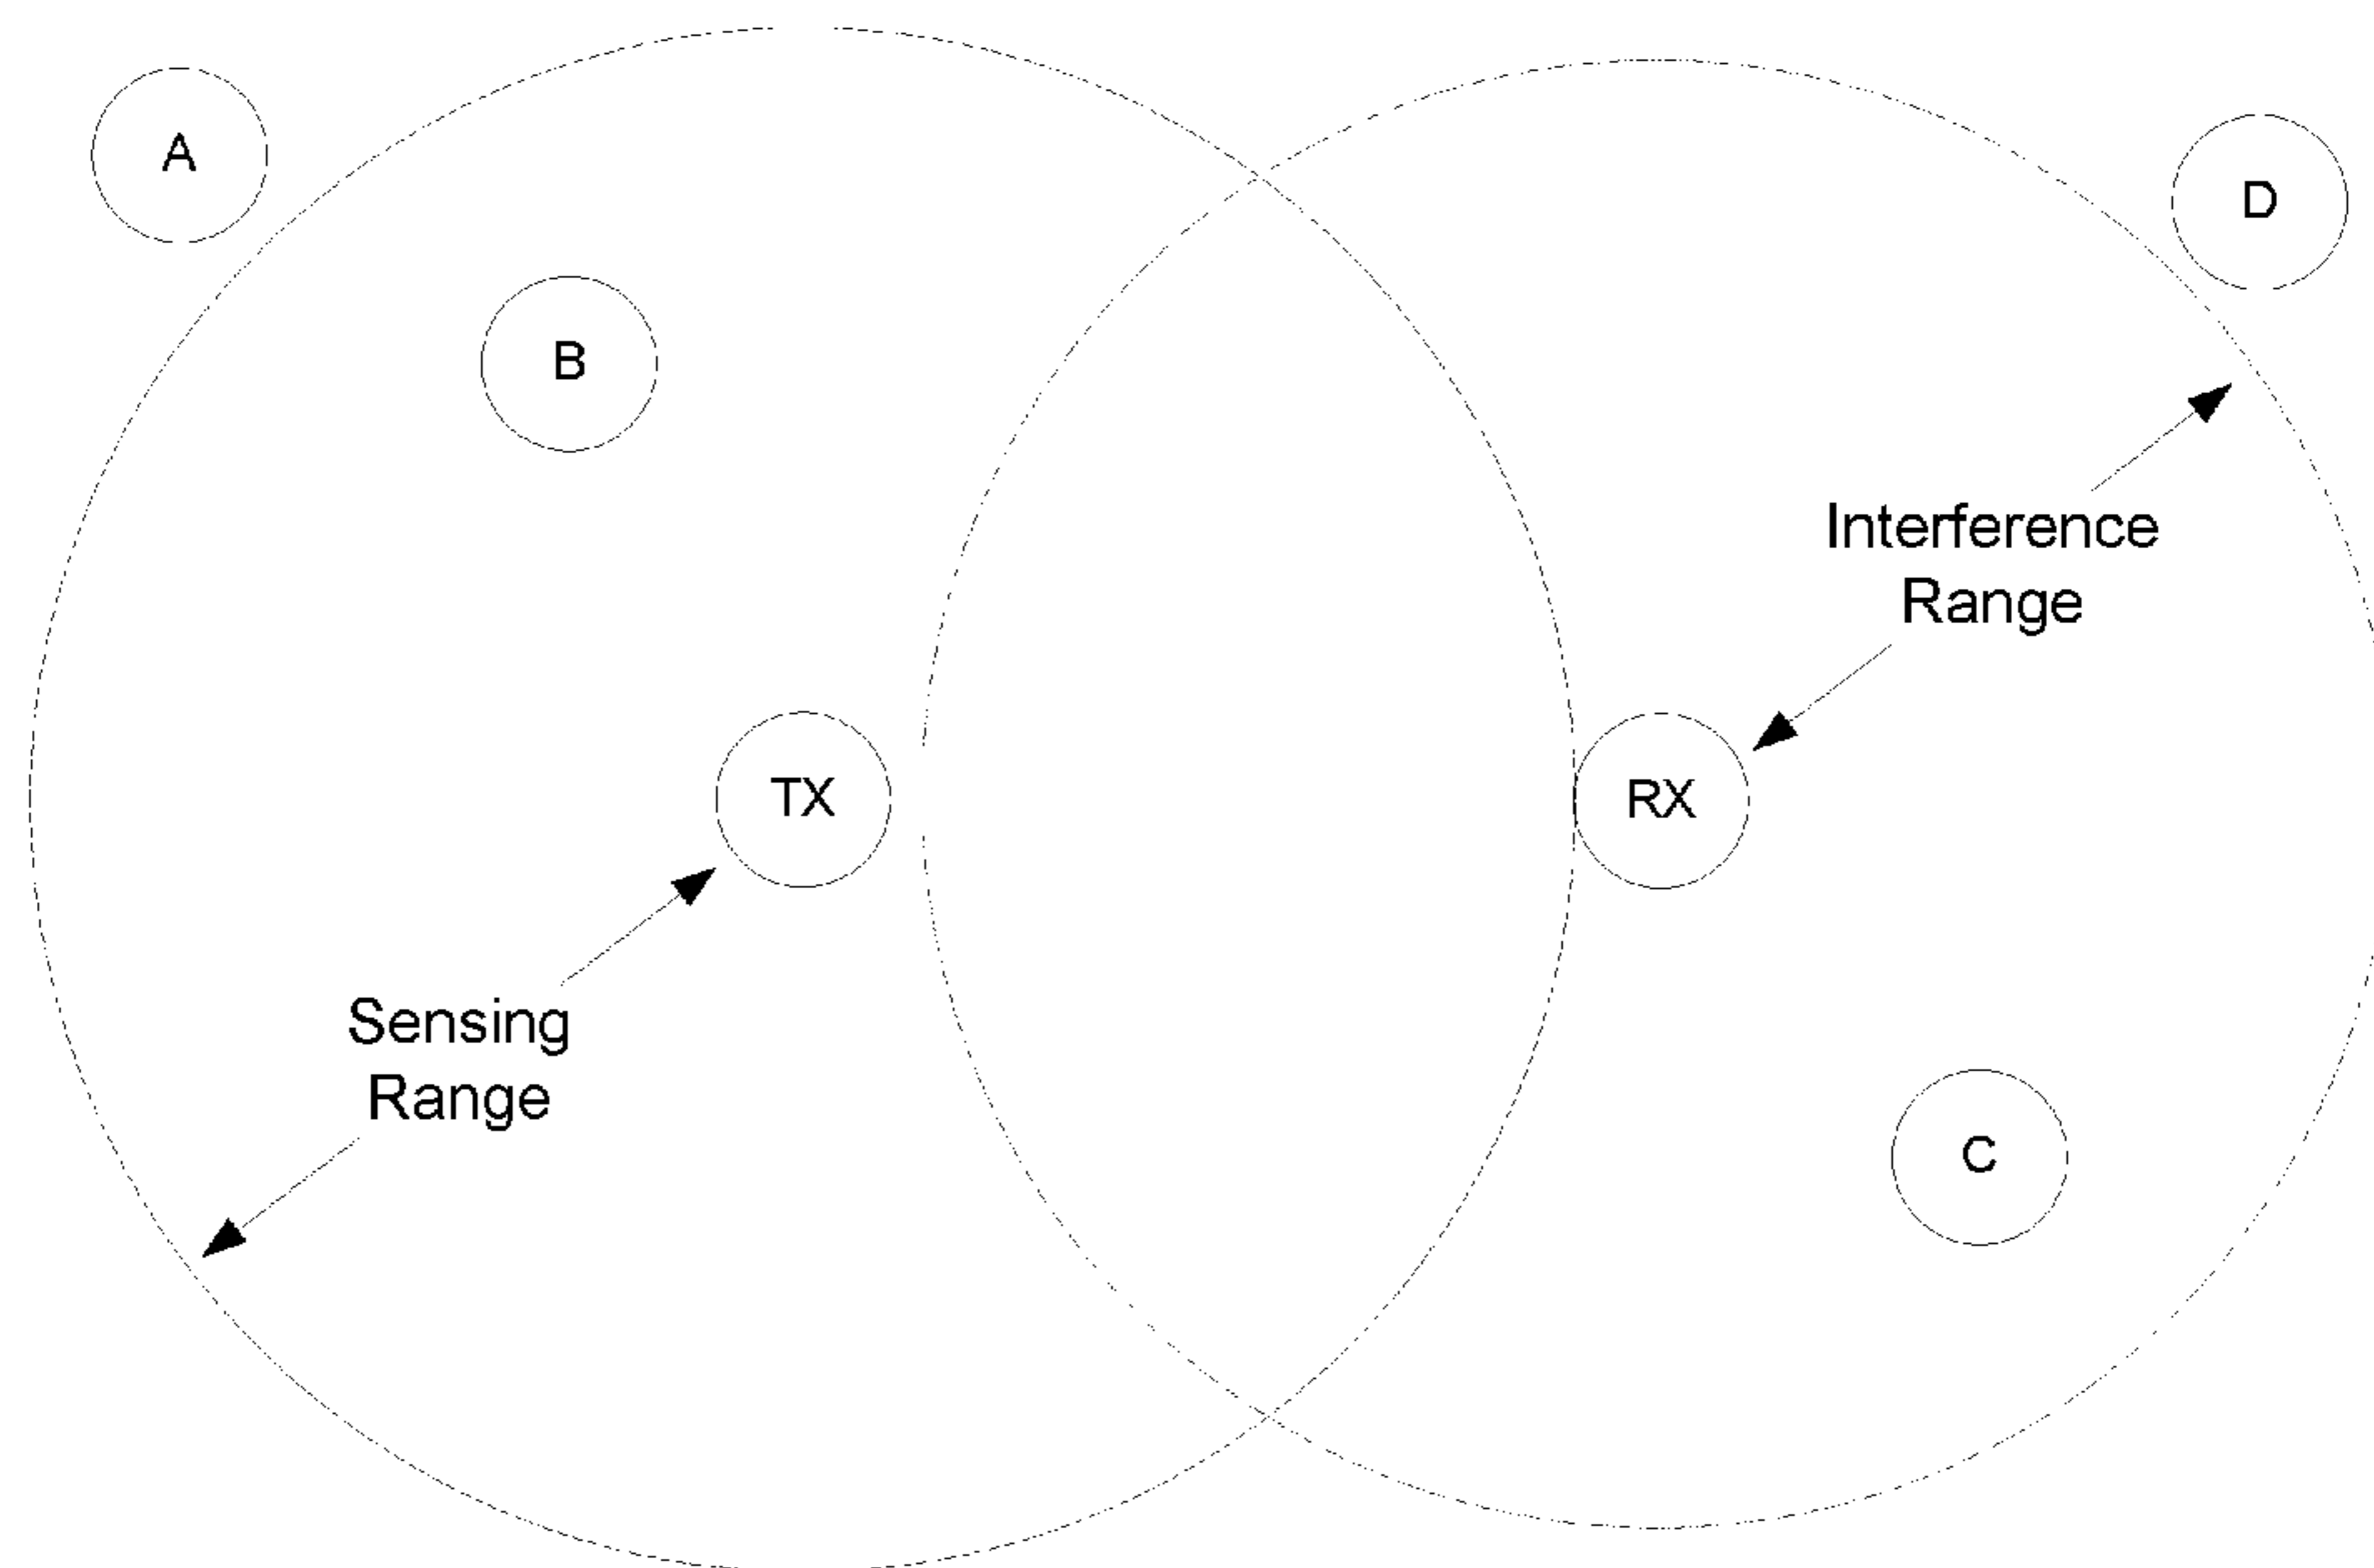 A
D
B
Interference
Range
TX
RX
Sensing
Range
C